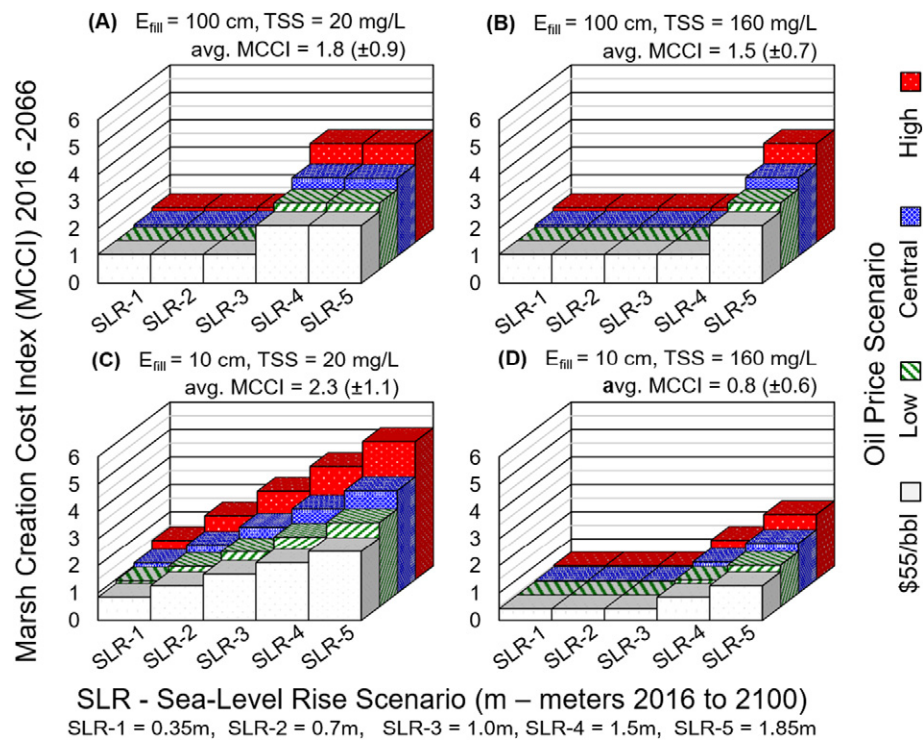 (A) E_fill = 100 cm, TSS = 20 mg/L
avg. MCCI = 1.8 (±0.9)
(B) E_fill = 100 cm, TSS = 160 mg/L
avg. MCCI = 1.5 (±0.7)
Marsh Creation Cost Index (MCCI) 2016 -2066
6
5
4
3
2
1
0
SLR-1
SLR-2
SLR-3
SLR-4
SLR-5
6
5
4
3
2
1
0
SLR-1
SLR-2
SLR-3
SLR-4
SLR-5
(C) E_fill = 10 cm, TSS = 20 mg/L
avg. MCCI = 2.3 (±1.1)
(D) E_fill = 10 cm, TSS = 160 mg/L
avg. MCCI = 0.8 (±0.6)
6
5
4
3
2
1
0
SLR-1
SLR-2
SLR-3
SLR-4
SLR-5
6
5
4
3
2
1
0
SLR-1
SLR-2
SLR-3
SLR-4
SLR-5
Oil Price Scenario
$55/bbl
Low
Central
High
SLR - Sea-Level Rise Scenario (m – meters 2016 to 2100)
SLR-1 = 0.35m, SLR-2 = 0.7m, SLR-3 = 1.0m, SLR-4 = 1.5m, SLR-5 = 1.85m